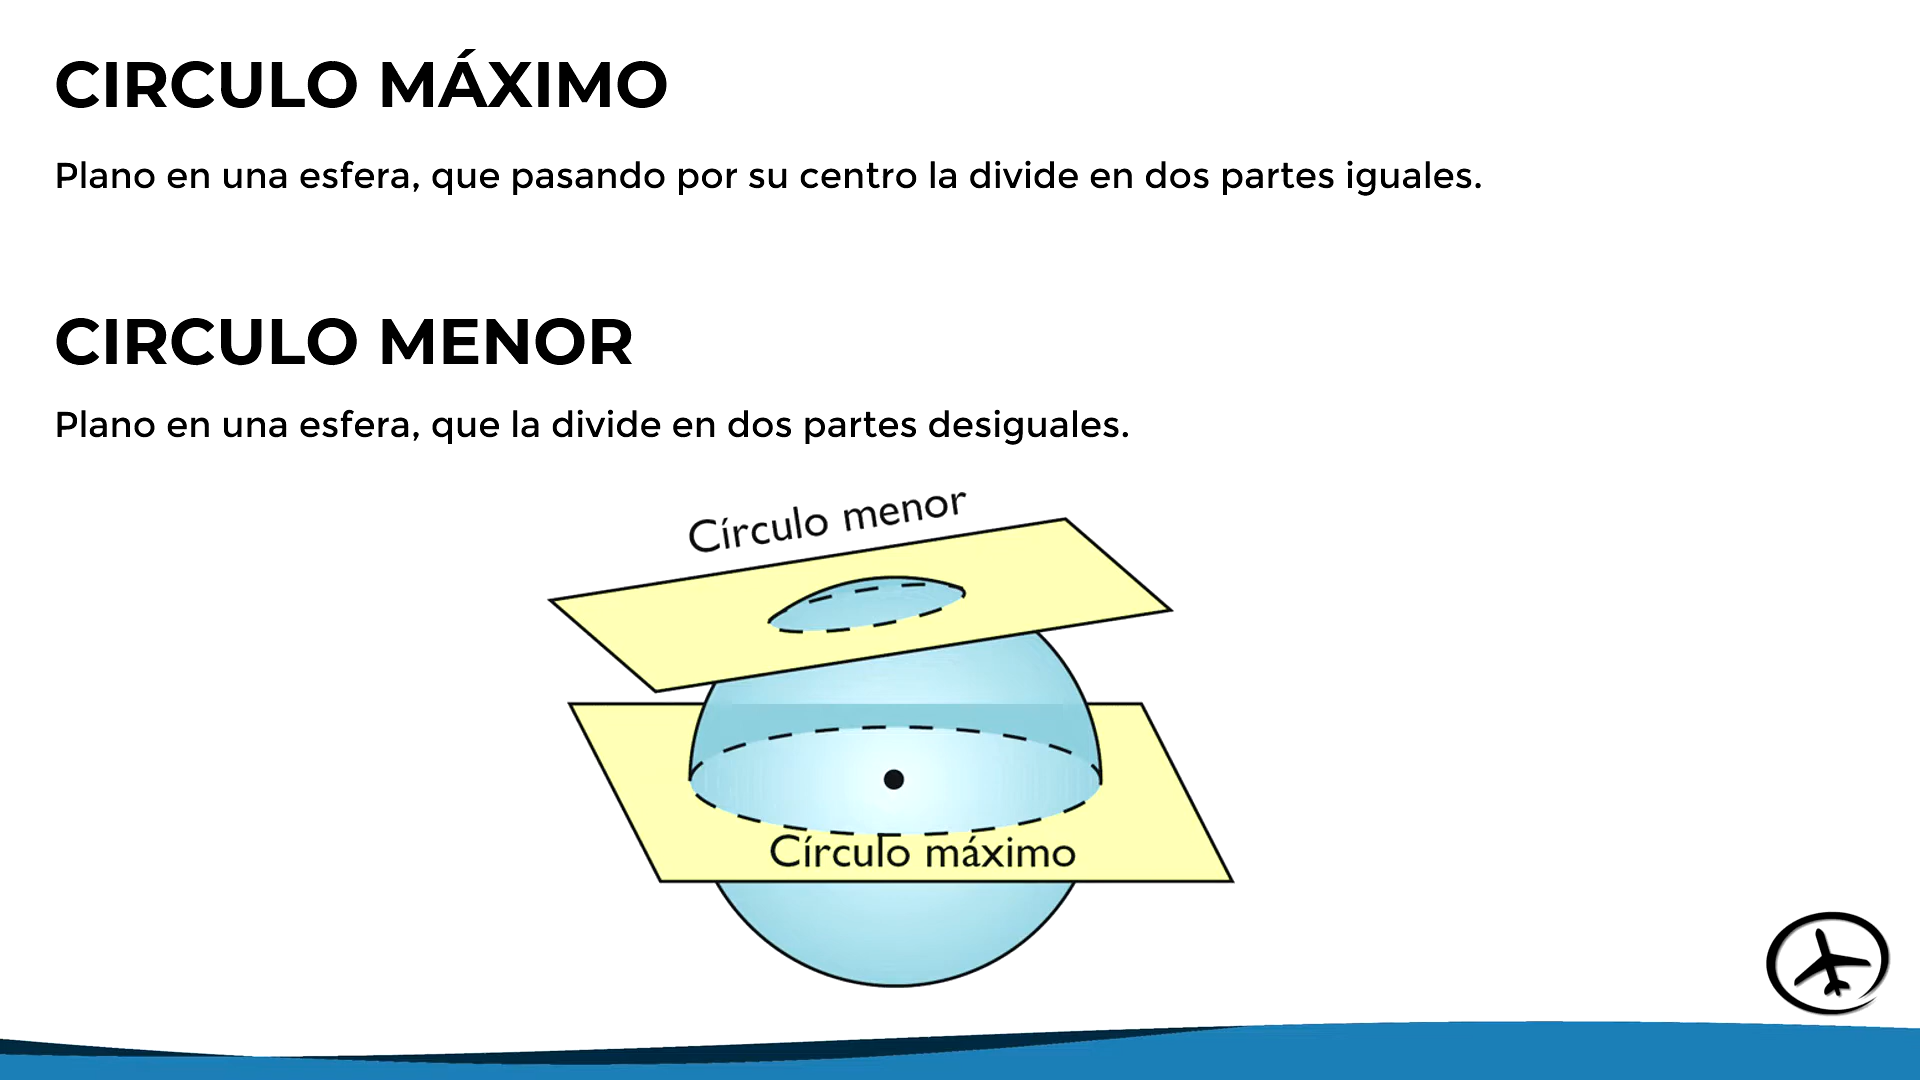 CIRCULO MÁXIMO
Plano en una esfera, que pasando por su centro la divide en dos partes iguales.
CIRCULO MENOR
Plano en una esfera, que la divide en dos partes desiguales.
Círculo menor
Círculo máximo